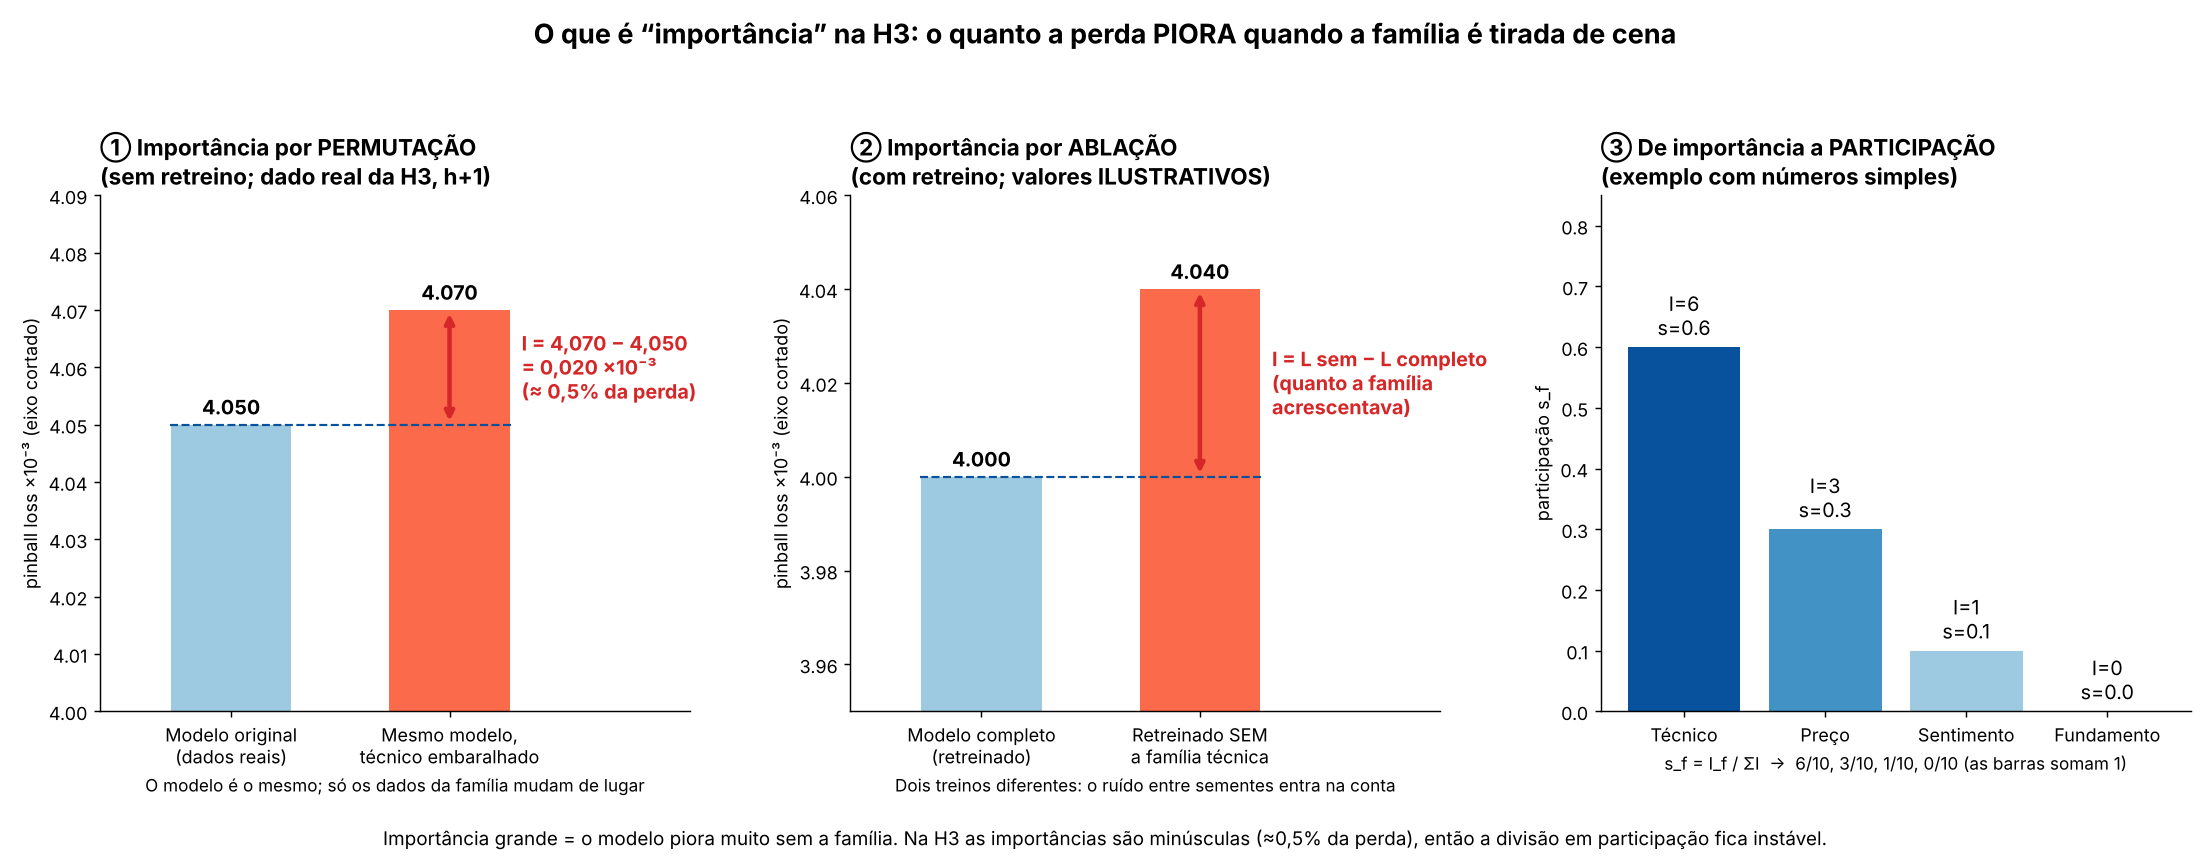 O que é “importância” na H3: o quanto a perda PIORA quando a família é tirada de cena
① Importância por PERMUTAÇÃO
(sem retreino; dado real da H3, h+1)
pinball loss ×10⁻³ (eixo cortado)
4.09
4.08
4.07
4.06
4.05
4.04
4.03
4.02
4.01
4.00
4.050
4.070
I = 4,070 − 4,050
= 0,020 ×10⁻³
(≈ 0,5% da perda)
Modelo original
(dados reais)
Mesmo modelo,
técnico embaralhado
O modelo é o mesmo; só os dados da família mudam de lugar
② Importância por ABLAÇÃO
(com retreino; valores ILUSTRATIVOS)
pinball loss ×10⁻³ (eixo cortado)
4.06
4.04
4.02
4.00
3.98
3.96
4.000
4.040
I = L sem − L completo
(quanto a família
acrescentava)
Modelo completo
(retreinado)
Retreinado SEM
a família técnica
Dois treinos diferentes: o ruído entre sementes entra na conta
③ De importância a PARTICIPAÇÃO
(exemplo com números simples)
participação s_f
0.8
0.7
0.6
0.5
0.4
0.3
0.2
0.1
0.0
I=6
s=0.6
I=3
s=0.3
I=1
s=0.1
I=0
s=0.0
Técnico
Preço
Sentimento
Fundamento
s_f = I_f / ΣI → 6/10, 3/10, 1/10, 0/10 (as barras somam 1)
Importância grande = o modelo piora muito sem a família. Na H3 as importâncias são minúsculas (≈0,5% da perda), então a divisão em participação fica instável.